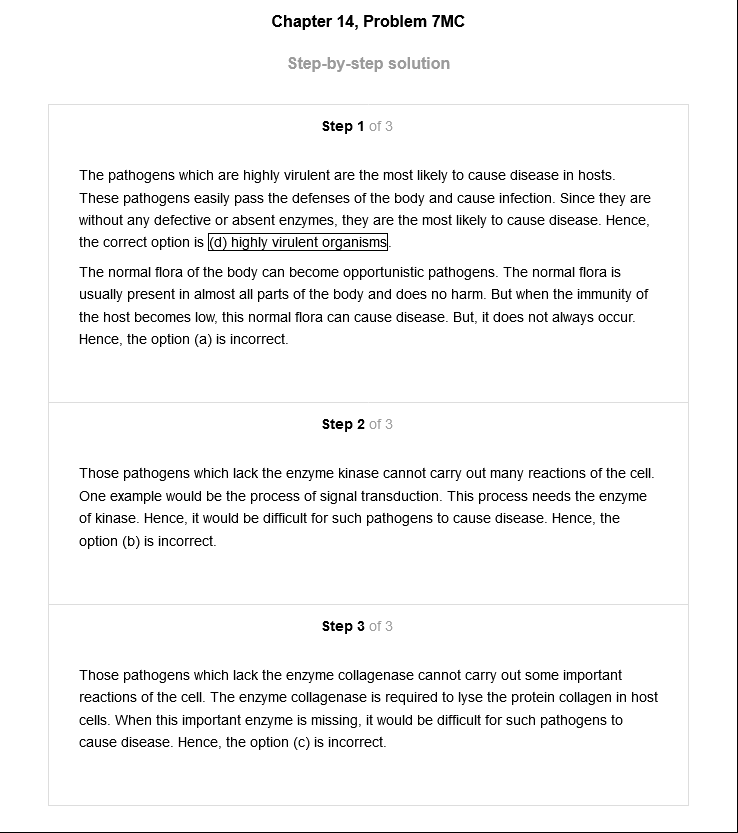 Chapter 14, Problem 7MC
Step-by-step solution
Step 1 of 3
The pathogens which are highly virulent are the most likely to cause disease in hosts.
These pathogens easily pass the defenses of the body and cause infection. Since they are
without any defective or absent enzymes, they are the most likely to cause disease. Hence,
the correct option is (d) highly virulent organisms.
The normal flora of the body can become opportunistic pathogens. The normal flora is
usually present in almost all parts of the body and does no harm. But when the immunity of
the host becomes low, this normal flora can cause disease. But, it does not always occur.
Hence, the option (a) is incorrect.
Step 2 of 3
Those pathogens which lack the enzyme kinase cannot carry out many reactions of the cell.
One example would be the process of signal transduction. This process needs the enzyme
of kinase. Hence, it would be difficult for such pathogens to cause disease. Hence, the
option (b) is incorrect.
Step 3 of 3
Those pathogens which lack the enzyme collagenase cannot carry out some important
reactions of the cell. The enzyme collagenase is required to lyse the protein collagen in host
cells. When this important enzyme is missing, it would be difficult for such pathogens to
cause disease. Hence, the option (c) is incorrect.